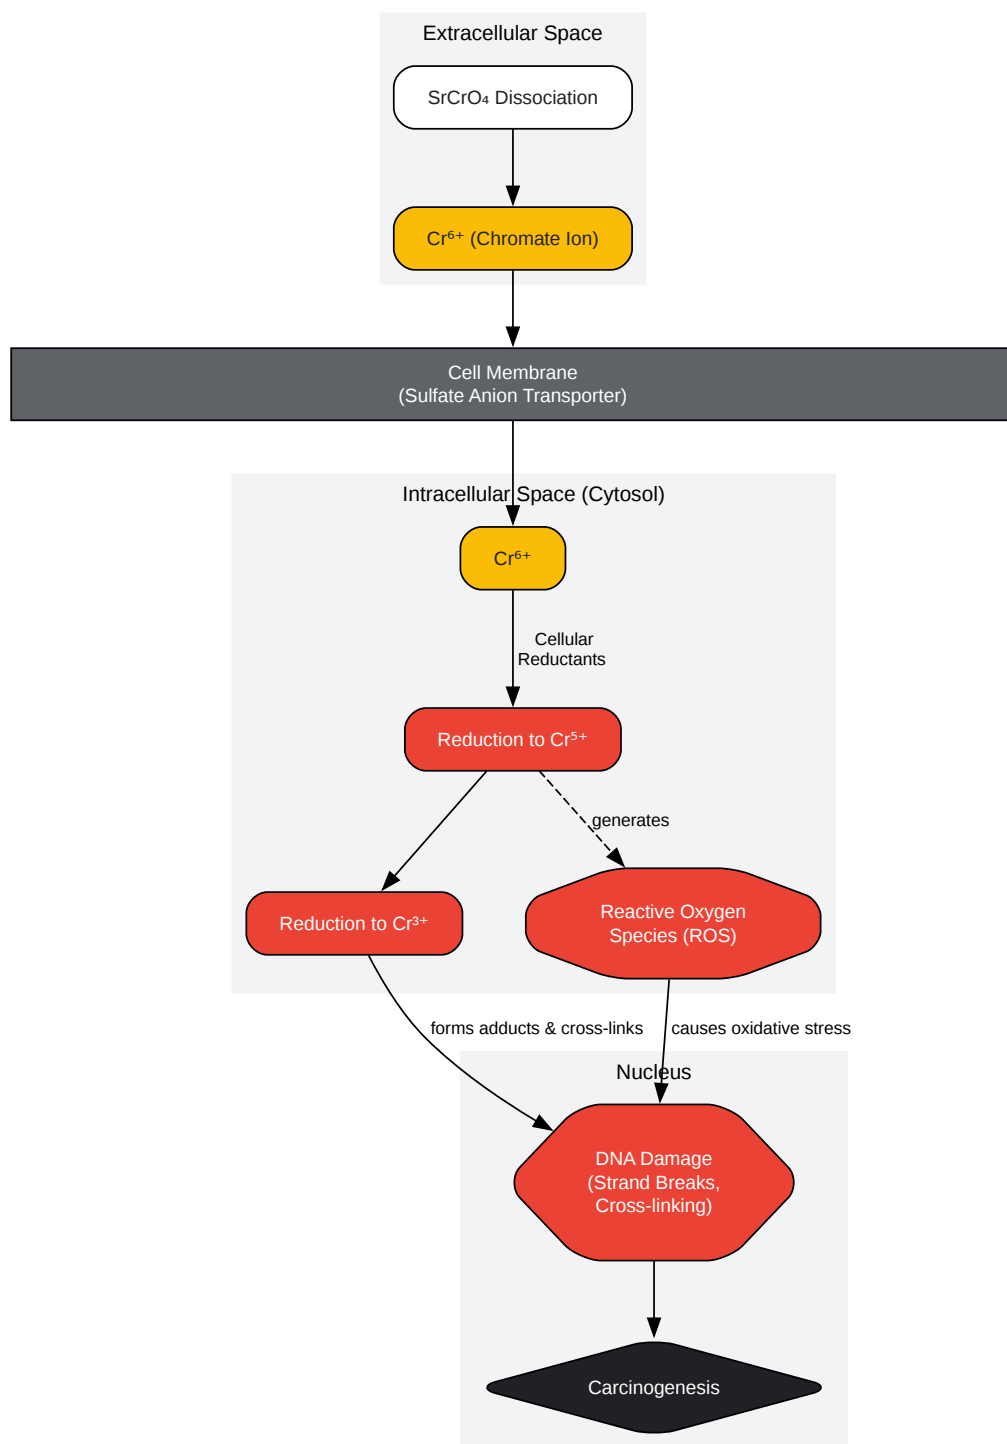 Extracellular Space
SrCrO₄ Dissociation
Cr⁶⁺ (Chromate Ion)
Cell Membrane
(Sulfate Anion Transporter)
Intracellular Space (Cytosol)
Cr⁶⁺
Cellular
Reductants
Reduction to Cr⁵⁺
generates
Reduction to Cr³⁺
Reactive Oxygen
Species (ROS)
forms adducts & cross-links
causes oxidative stress
Nucleus
DNA Damage
(Strand Breaks,
Cross-linking)
Carcinogenesis